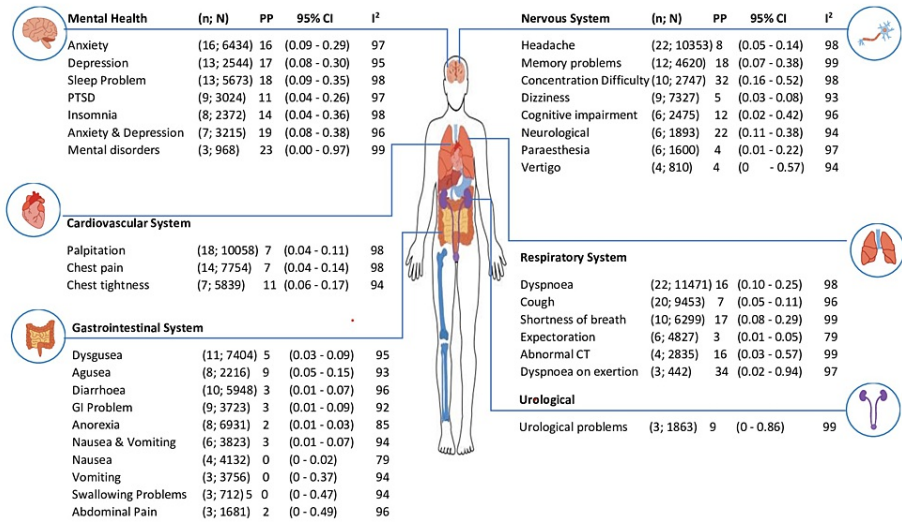 Mental Health (n; N) PP 95% CI I²
Anxiety (16; 6434) 16 (0.09 - 0.29) 97
Depression (13; 2544) 17 (0.08 - 0.30) 95
Sleep Problem (13; 5673) 18 (0.09 - 0.35) 98
PTSD (9; 3024) 11 (0.04 - 0.26) 97
Insomnia (8; 2372) 14 (0.04 - 0.36) 98
Anxiety & Depression (7; 3215) 19 (0.08 - 0.38) 96
Mental disorders (3; 968) 23 (0.00 - 0.97) 99
Cardiovascular System
Palpitation (18; 10058) 7 (0.04 - 0.11) 98
Chest pain (14; 7754) 7 (0.04 - 0.14) 98
Chest tightness (7; 5839) 11 (0.06 - 0.17) 94
Gastrointestinal System
Dysgusea (11; 7404) 5 (0.03 - 0.09) 95
Agusea (8; 2216) 9 (0.05 - 0.15) 93
Diarrhoea (10; 5948) 3 (0.01 - 0.07) 96
GI Problem (9; 3723) 3 (0.01 - 0.09) 92
Anorexia (8; 6931) 2 (0.01 - 0.03) 85
Nausea & Vomiting (6; 3823) 3 (0.01 - 0.07) 94
Nausea (4; 4132) 0 (0 - 0.02) 79
Vomiting (3; 3756) 0 (0 - 0.37) 94
Swallowing Problems (3; 712) 5 0 (0 - 0.47) 94
Abdominal Pain (3; 1681) 2 (0 - 0.49) 96
Nervous System (n; N) PP 95% CI I²
Headache (22; 10353) 8 (0.05 - 0.14) 98
Memory problems (12; 4620) 18 (0.07 - 0.38) 99
Concentration Difficulty (10; 2747) 32 (0.16 - 0.52) 98
Dizziness (9; 7327) 5 (0.03 - 0.08) 93
Cognitive impairment (6; 2475) 12 (0.02 - 0.42) 96
Neurological (6; 1893) 22 (0.11 - 0.38) 94
Paraesthesia (6; 1600) 4 (0.01 - 0.22) 97
Vertigo (4; 810) 4 (0 - 0.57) 94
Respiratory System
Dyspnoea (22; 11471) 16 (0.10 - 0.25) 98
Cough (20; 9453) 7 (0.05 - 0.11) 96
Shortness of breath (10; 6299) 17 (0.08 - 0.29) 99
Expectoration (6; 4827) 3 (0.01 - 0.05) 79
Abnormal CT (4; 2835) 16 (0.03 - 0.57) 99
Dyspnoea on exertion (3; 442) 34 (0.02 - 0.94) 97
Urological
Urological problems (3; 1863) 9 (0 - 0.86) 99